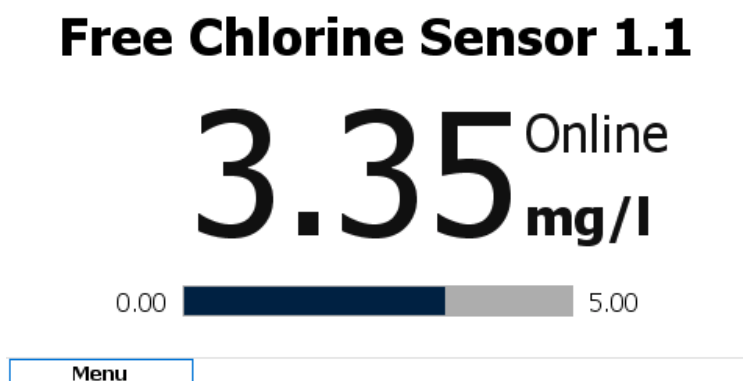 Free Chlorine Sensor 1.1
3.35
Online
mg/l
0.00 5.00
Menu